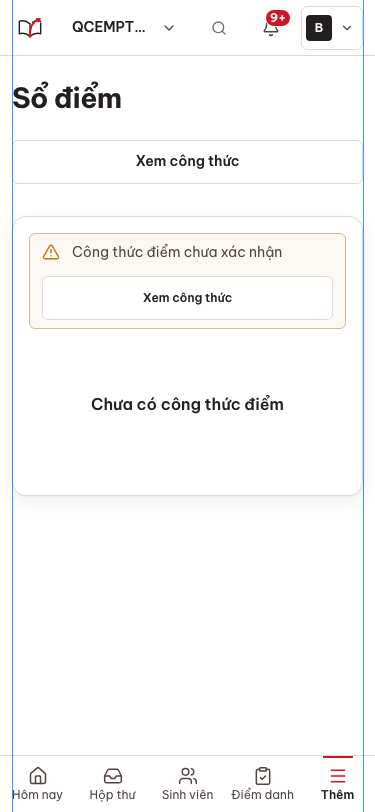 QCEMPT...
9+
B
Sổ điểm
Xem công thức
Công thức điểm chưa xác nhận
Xem công thức
Chưa có công thức điểm
Hôm nay
Hộp thư
Sinh viên
Điểm danh
Thêm